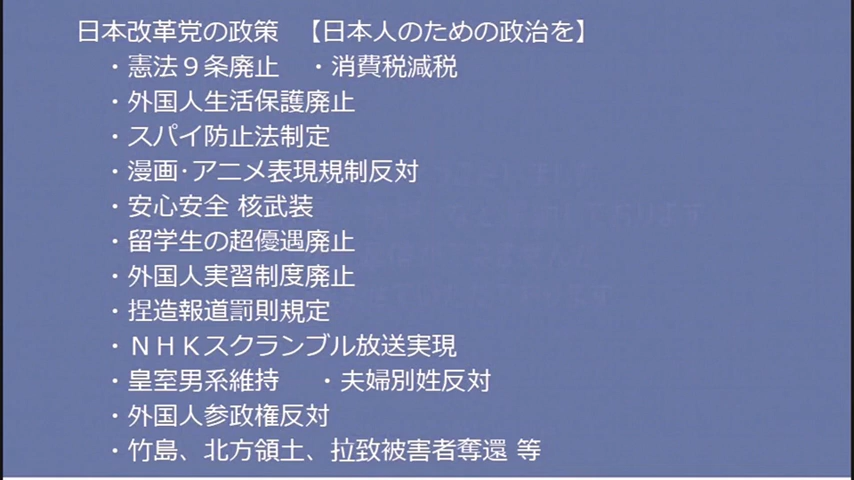 日本改革党の政策 【日本人のための政治を】
・憲法９条廃止 ・消費税減税
・外国人生活保護廃止
・スパイ防止法制定
・漫画･アニメ表現規制反対
・安心安全 核武装
・留学生の超優遇廃止
・外国人実習制度廃止
・捏造報道罰則規定
・ＮＨＫスクランブル放送実現
・皇室男系維持 ・夫婦別姓反対
・外国人参政権反対
・竹島、北方領土、拉致被害者奪還 等